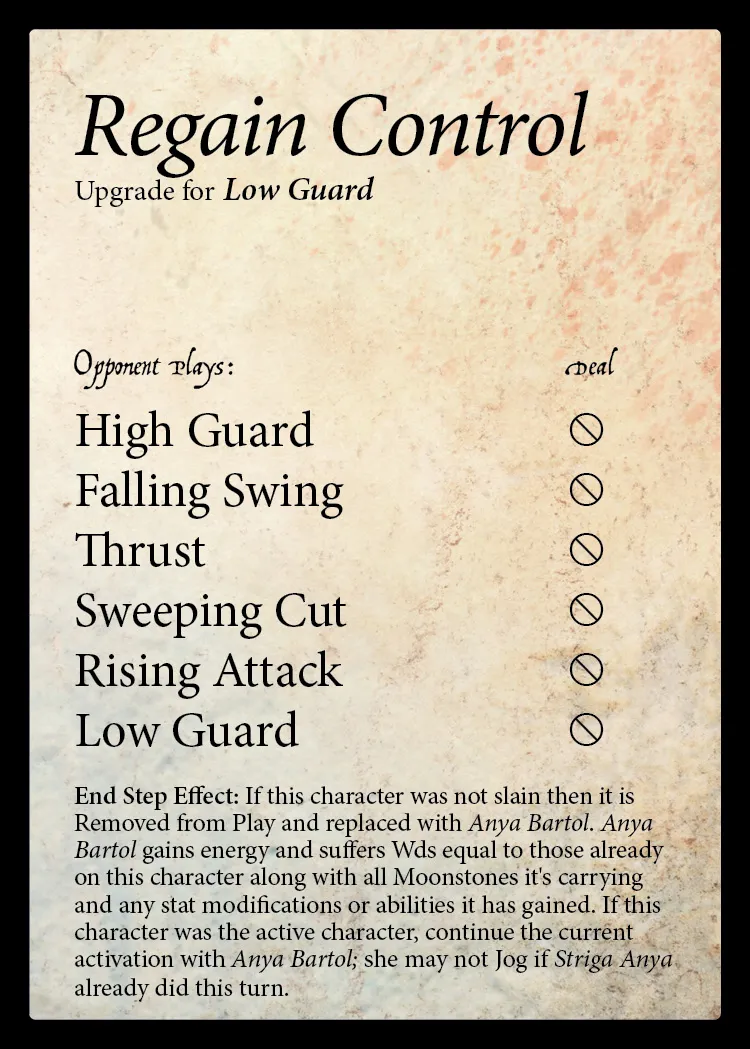 Regain Control
Upgrade for Low Guard
Opponent Plays: Deal
High Guard
Falling Swing
Thrust
Sweeping Cut
Rising Attack
Low Guard
End Step Effect: If this character was not slain then it is
Removed from Play and replaced with Anya Bartol. Anya
Bartol gains energy and suffers Wds equal to those already
on this character along with all Moonstones it's carrying
and any stat modifications or abilities it has gained. If this
character was the active character, continue the current
activation with Anya Bartol; she may not Jog if Striga Anya
already did this turn.